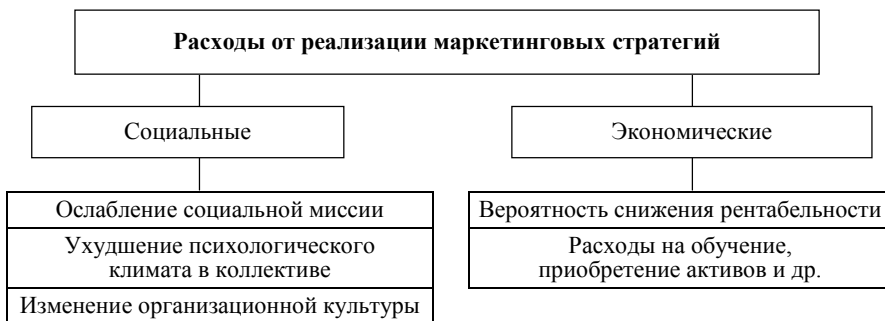 Расходы от реализации маркетинговых стратегий
Социальные
Экономические
Ослабление социальной миссии
Ухудшение психологического
климата в коллективе
Изменение организационной культуры
Вероятность снижения рентабельности
Расходы на обучение,
приобретение активов и др.